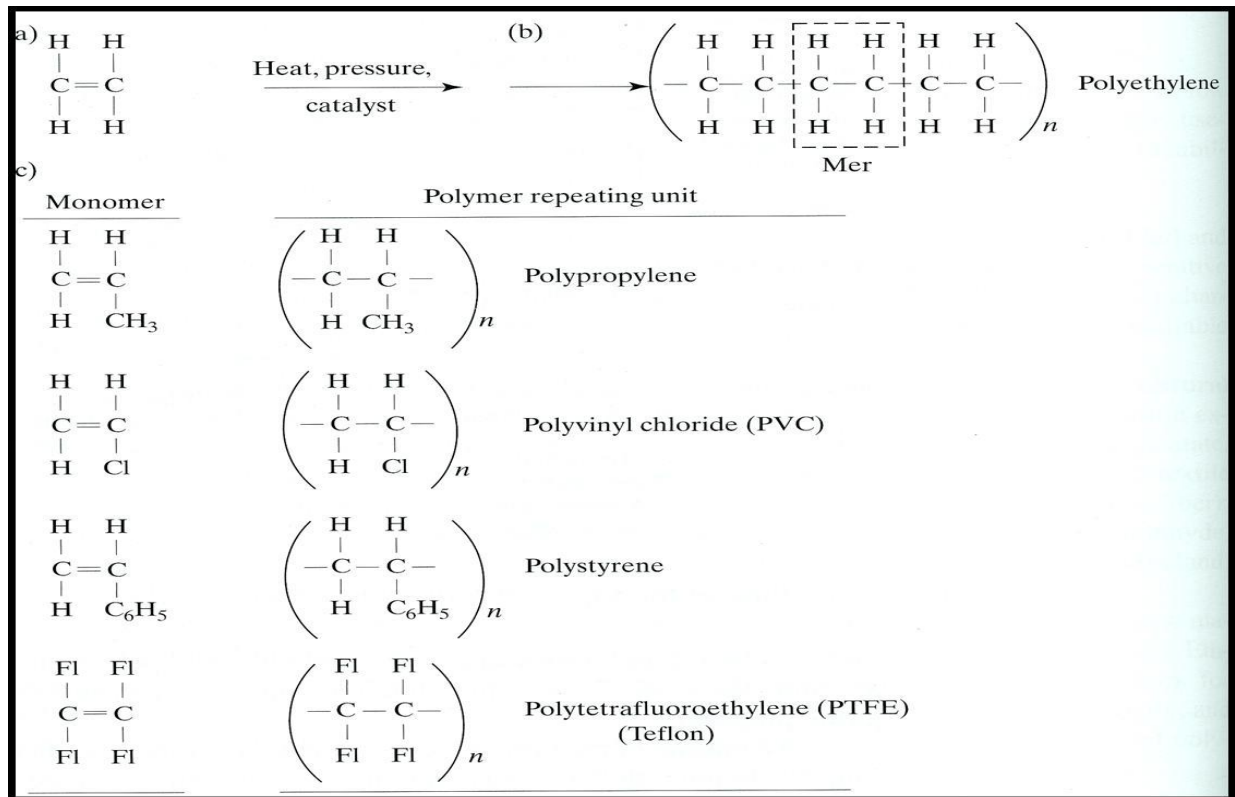 a) H H (b) H H H H H H
C=C Heat, pressure, — C— C— C— C— C— C— Polyethylene
H H catalyst H H H H H H n
Mer
c)
Monomer Polymer repeating unit
H H H H
C=C —C—C— Polypropylene
H CH3 H CH3 n
H H H H
C=C —C—C— Polyvinyl chloride (PVC)
H Cl H Cl n
H H H H
C=C —C—C— Polystyrene
H C6H5 H C6H5 n
Fl Fl Fl Fl
C=C —C—C— Polytetrafluoroethylene (PTFE)
(Teflon)
Fl Fl Fl Fl n